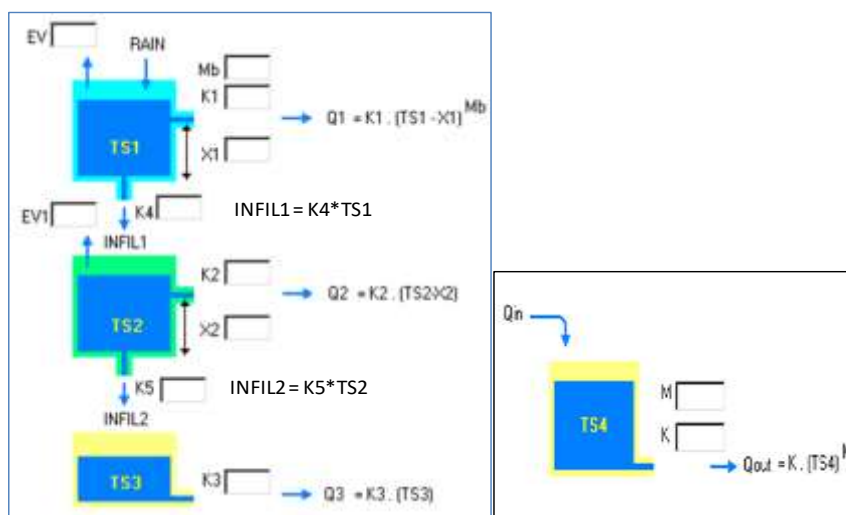 EV
RAIN
Mb
K1
Q1 = K1 . (TS1 - X1)^Mb
TS1
X1
K4
INFIL1 = K4*TS1
EV1
INFIL1
K2
Q2 = K2 . (TS2-X2)
TS2
X2
K5
INFIL2 = K5*TS2
INFIL2
TS3
K3
Q3 = K3 . (TS3)
Qin
M
TS4
K
Qout = K . (TS4)